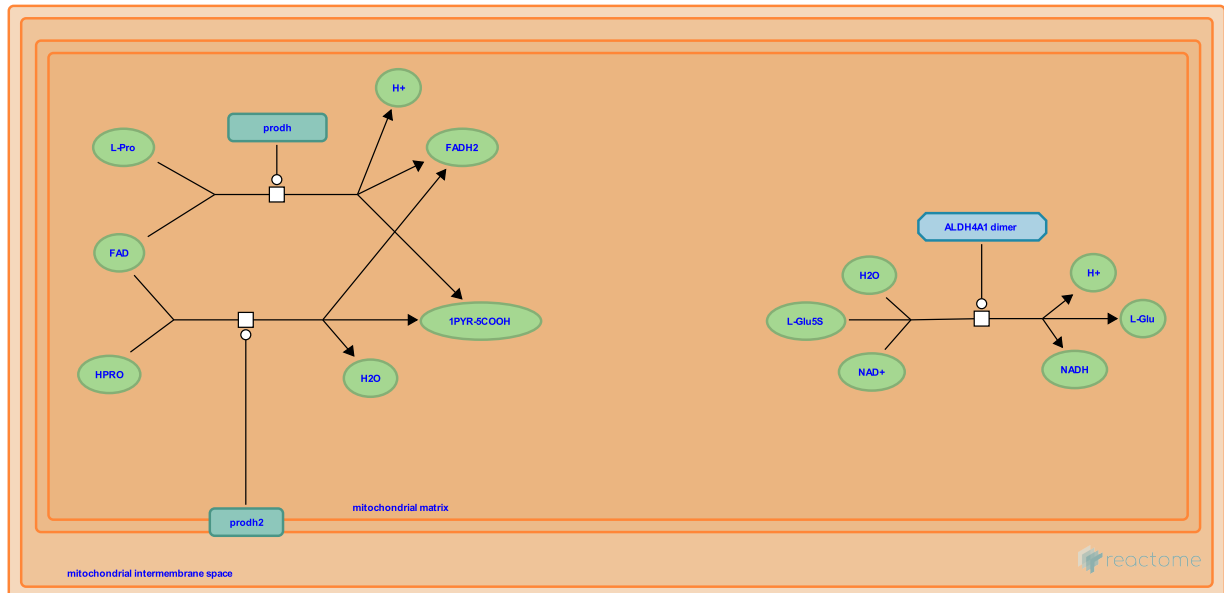 H+
prodh
L-Pro
FADH2
FAD
1PYR-5COOH
HPRO
H2O
prodh2
ALDH4A1 dimer
H2O
H+
L-Glu5S
L-Glu
NAD+
NADH
mitochondrial matrix
mitochondrial intermembrane space
reactome